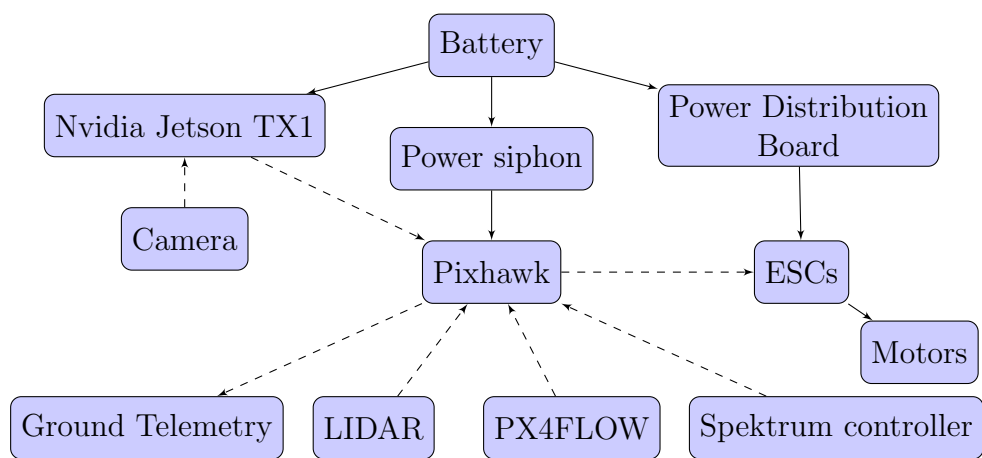 Battery
Nvidia Jetson TX1
Power siphon
Power Distribution
Board
Camera
Pixhawk
ESCs
Motors
Ground Telemetry
LIDAR
PX4FLOW
Spektrum controller